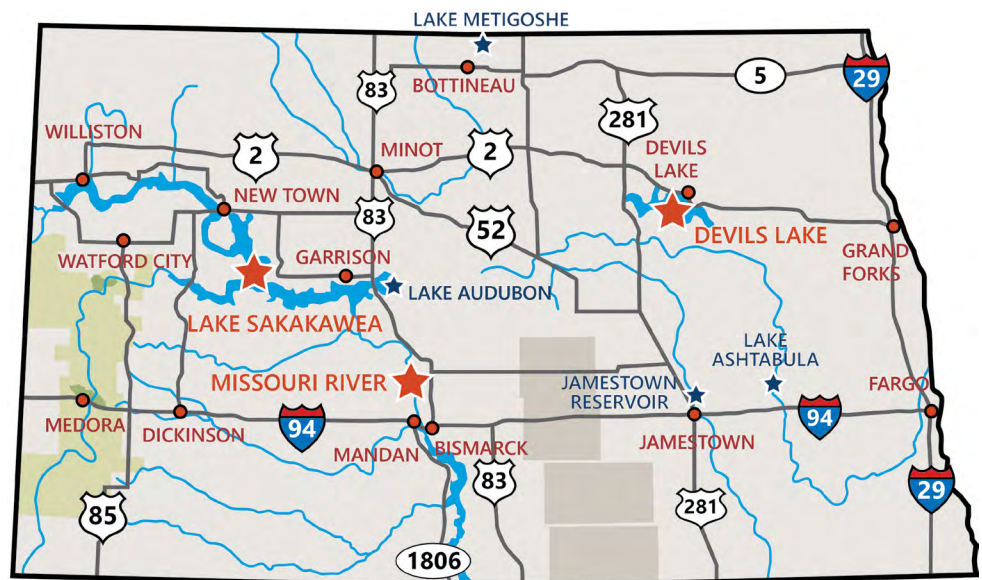 LAKE METIGOSHE
83
BOTTINEAU
5
29
281
WILLISTON
2
MINOT
2
DEVILS
LAKE
NEW TOWN
83
52
DEVILS LAKE
WATFORD CITY
GARRISON
GRAND
FORKS
LAKE AUDUBON
LAKE SAKAKAWEA
LAKE
ASHTABULA
MISSOURI RIVER
JAMESTOWN
RESERVOIR
FARGO
MEDORA
DICKINSON
94
MANDAN
BISMARCK
JAMESTOWN
94
83
29
85
281
1806